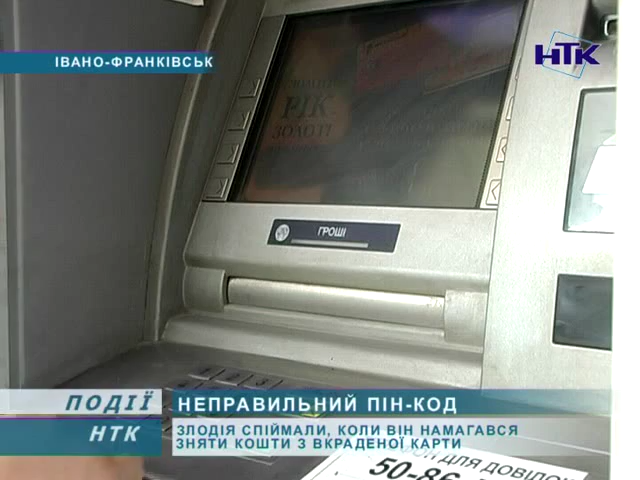 ІВАНО-ФРАНКІВСЬК
НТК
РІК
ЗОЛОТІ
ГРОШІ
ПОДІЇ
НЕПРАВИЛЬНИЙ ПІН-КОД
НТК
ЗЛОДІЯ СПІЙМАЛИ, КОЛИ ВІН НАМАГАВСЯ
ЗНЯТИ КОШТИ З ВКРАДЕНОЇ КАРТИ
ДЛЯ ДОВІДОК
50-86